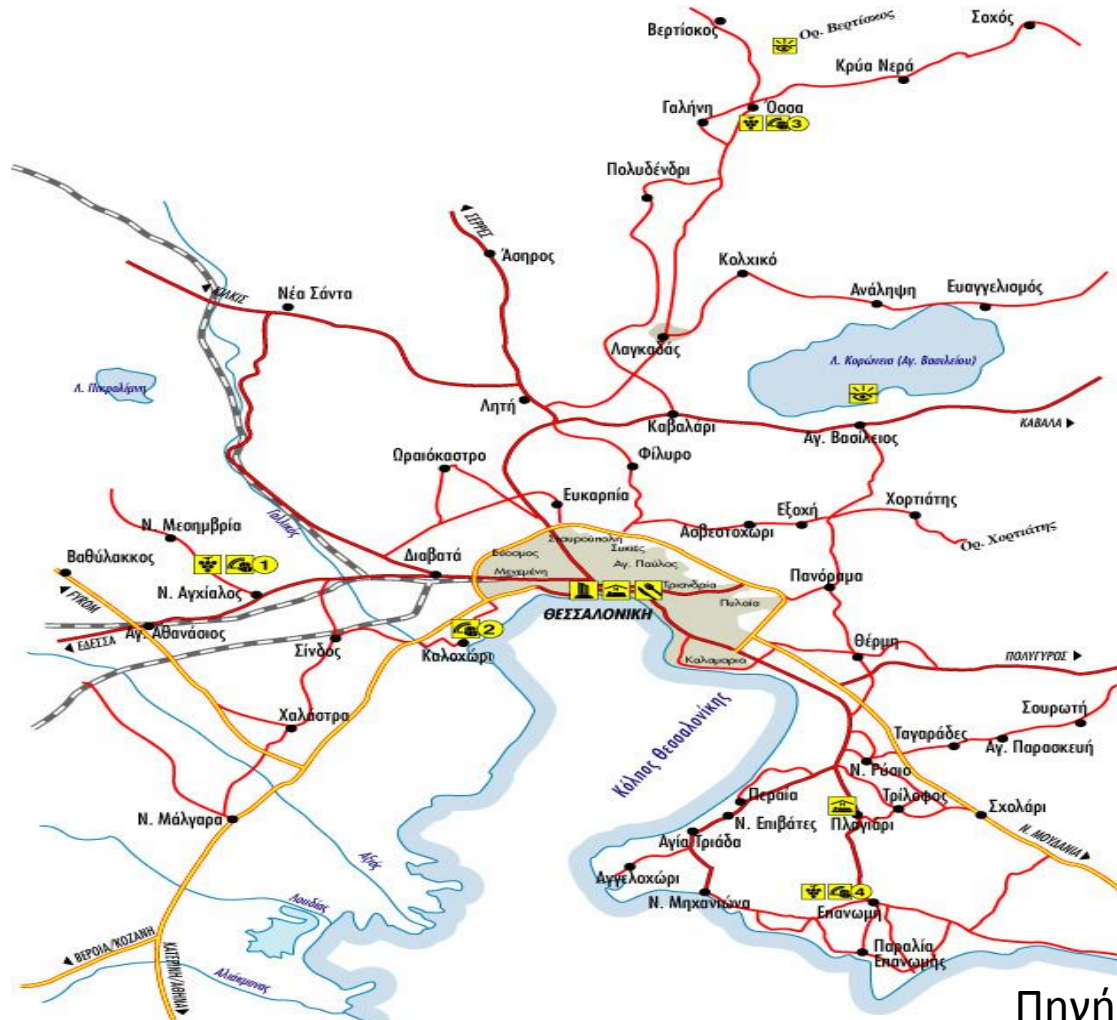 Βερτίσκος
Ορ. Βερτίσκος
Σοχός
Κρύα Νερά
Γαλήνη
Όσσα
3
Πολυδένδρι
ΣΕΡΡΕΣ
Άσηρος
Κολχικό
Ανάληψη
Ευαγγελισμός
ΚΙΛΚΙΣ
Νέα Σάντα
Λαγκαδάς
Λ. Κορώνεια (Αγ. Βασιλείου)
Λ. Πικρολίμνη
Λητή
Καβαλάρι
Αγ. Βασίλειος
ΚΑΒΑΛΑ
Ωραιόκαστρο
Φίλυρο
Ευκαρπία
Ασβεστοχώρι
Εξοχή
Χορτιάτης
Ορ. Χορτιάτης
Γαλλικός
Ν. Μεσημβρία
Βαθύλακκος
1
Σταυρούπολη
Εύοσμος
Συκιές
Αγ. Παύλος
Διαβατά
Μενεμένη
Τριανδρία
Πανόραμα
FYROM
Ν. Αγχίαλος
Πυλαία
ΘΕΣΣΑΛΟΝΙΚΗ
Αγ. Αθανάσιος
ΕΔΕΣΣΑ
Σίνδος
2
Καλοχώρι
Καλαμαριά
Θέρμη
ΠΟΛΥΓΥΡΟΣ
Σουρωτή
Χαλάστρα
Κόλπος Θεσσαλονίκης
Ταγαράδες
Αγ. Παρασκευή
Ν. Ρύσιο
Περαία
Τρίλοφος
Σχολάρι
Ν. Μάλγαρα
Ν. Επιβάτες
Πλαγιάρι
Αγία Τριάδα
Ν. ΜΟΥΔΑΝΙΑ
Αξιός
Αγγελοχώρι
4
Ν. Μηχανιώνα
Επανωμή
Λουδίας
ΒΕΡΟΙΑ/ΚΟΖΑΝΗ
ΚΑΤΕΡΙΝΗ/ΑΘΗΝΑ
Αλιάκμονας
Παραλία
Επανωμής
Πηγή